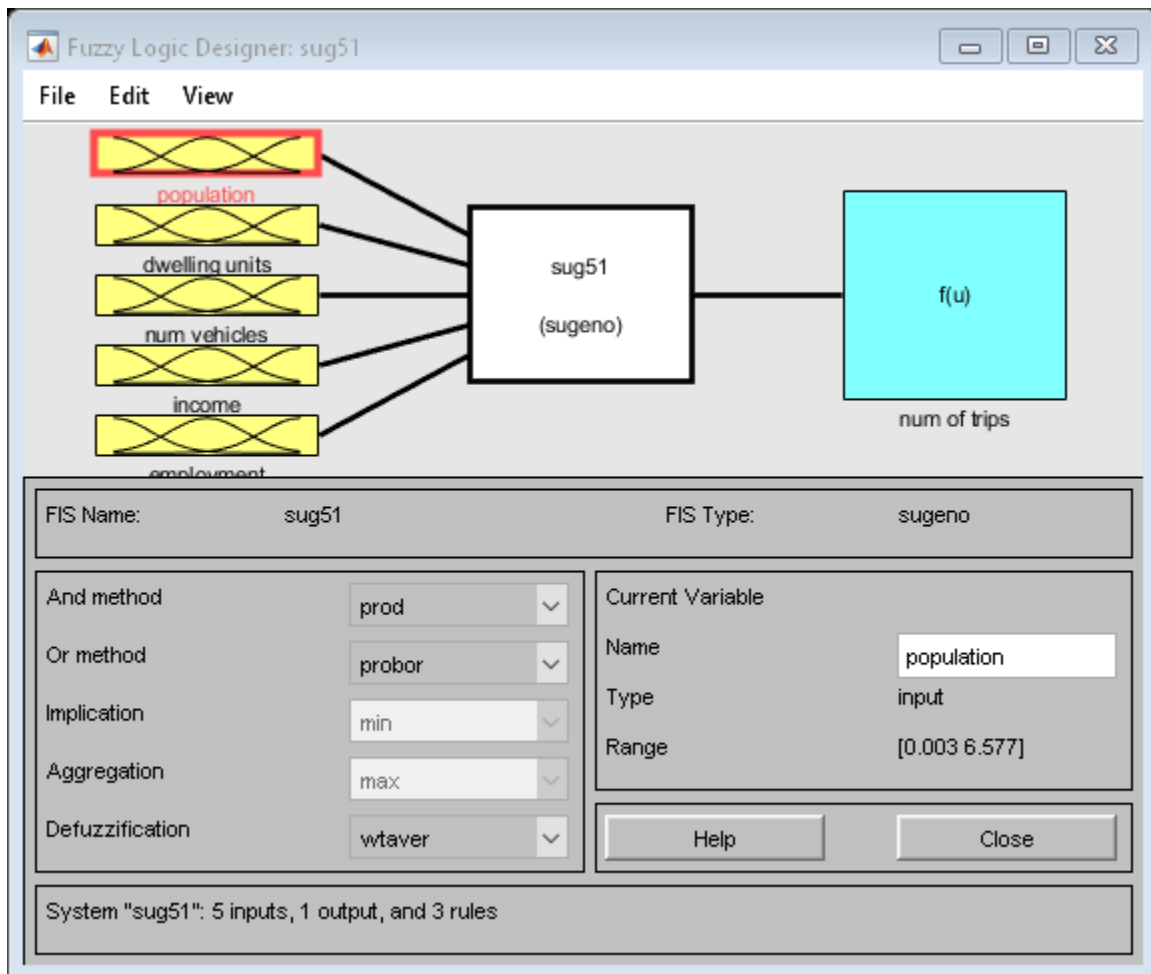 Fuzzy Logic Designer: sug51
File Edit View
population
dwelling units
num vehicles
income
employment
sug51
(sugeno)
f(u)
num of trips
FIS Name: sug51 FIS Type: sugeno
And method prod
Or method probor
Implication min
Aggregation max
Defuzzification wtaver
Current Variable
Name population
Type input
Range [0.003 6.577]
Help Close
System "sug51": 5 inputs, 1 output, and 3 rules